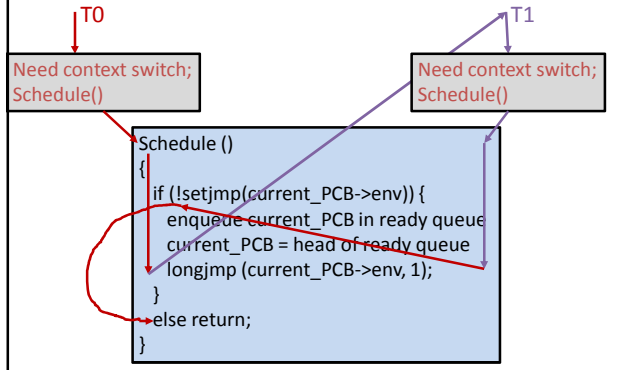 T0
T1
Need context switch;
Schedule()
Need context switch;
Schedule()
Schedule ()
{
if (!setjmp(current_PCB->env)) {
enqueue current_PCB in ready queue
current_PCB = head of ready queue
longjmp (current_PCB->env, 1);
}
else return;
}